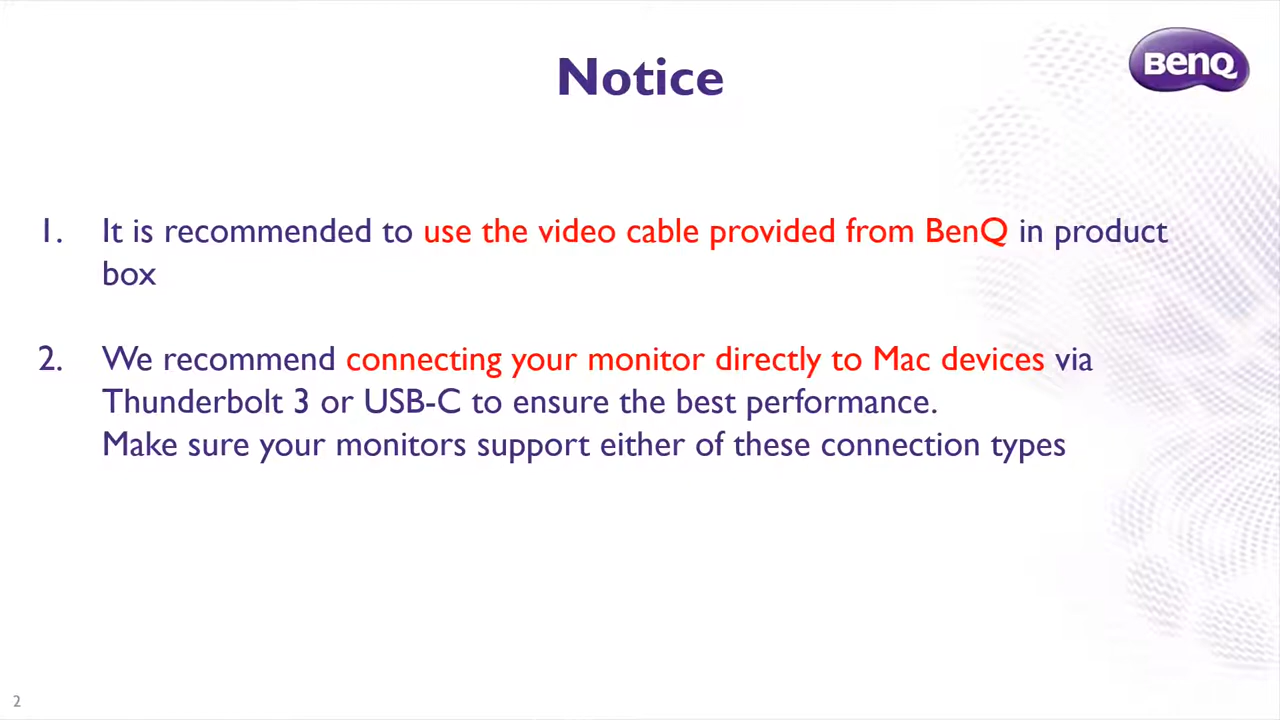 BenQ
Notice
1. It is recommended to use the video cable provided from BenQ in product
box
2. We recommend connecting your monitor directly to Mac devices via
Thunderbolt 3 or USB-C to ensure the best performance.
Make sure your monitors support either of these connection types
2